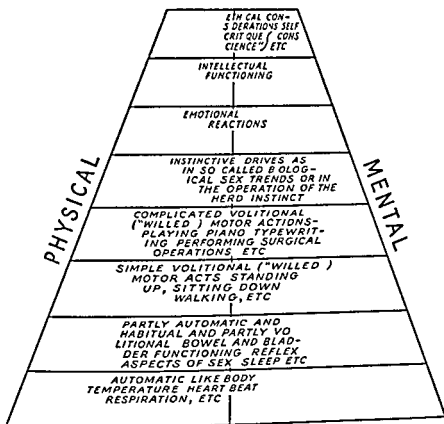 ETHICAL CON-
SIDERATIONS SELF
CRITIQUE (CONS
CIENCE") ETC
INTELLECTUAL
FUNCTIONING
EMOTIONAL
REACTIONS
INSTINCTIVE DRIVES AS
IN SO CALLED BIOLOG-
ICAL SEX TRENDS OR IN
THE OPERATION OF THE
HERD INSTINCT
COMPLICATED VOLITIONAL
("WILLED") MOTOR ACTIONS-
PLAYING PIANO TYPEWRIT-
ING PERFORMING SURGICAL
OPERATIONS, ETC
SIMPLE VOLITIONAL ("WILLED")
MOTOR ACTS STANDING
UP, SITTING DOWN
WALKING, ETC
PARTLY AUTOMATIC AND
HABITUAL AND PARTLY VO
LITIONAL BOWEL AND BLAD-
DER FUNCTIONING REFLEX
ASPECTS OF SEX SLEEP ETC
AUTOMATIC LIKE BODY
TEMPERATURE HEART BEAT
RESPIRATION, ETC
PHYSICAL
MENTAL